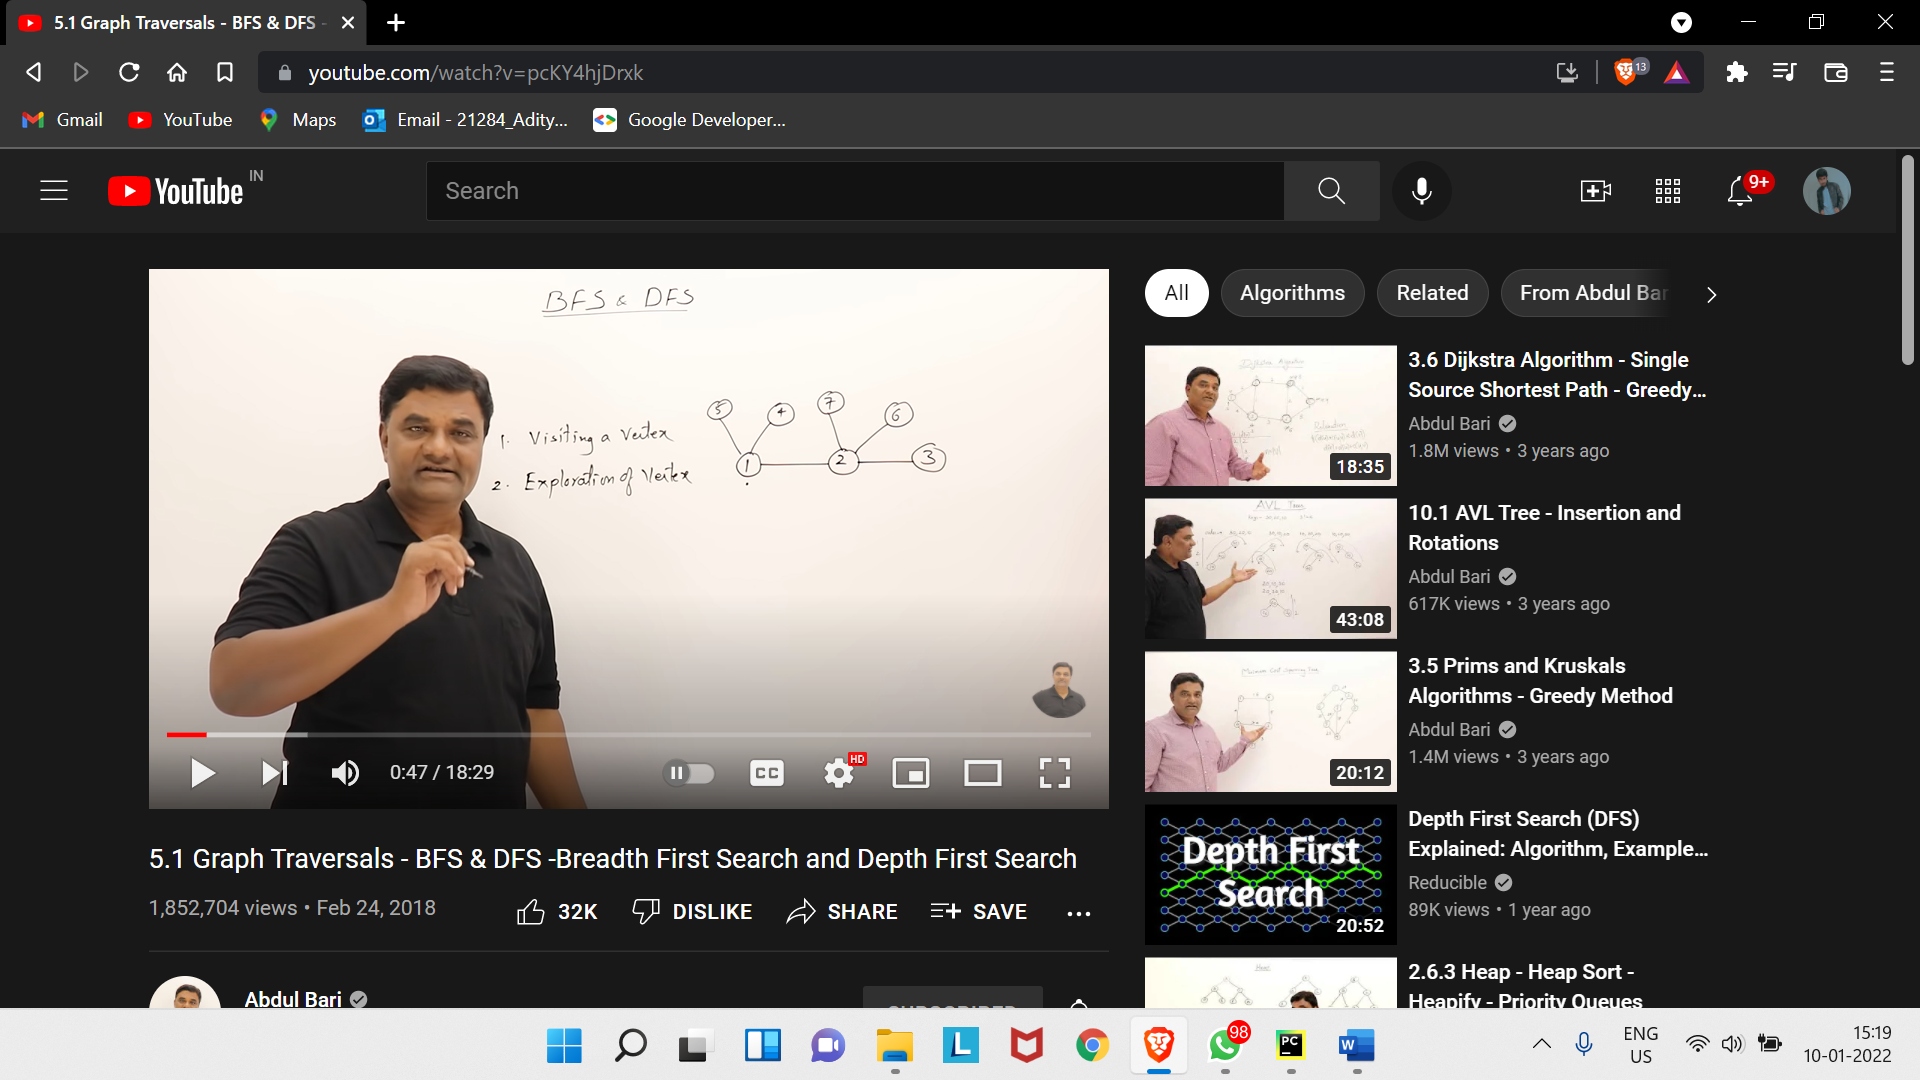 5.1 Graph Traversals - BFS & DFS -
youtube.com/watch?v=pcKY4hjDrxk
13
Gmail
YouTube
Maps
Email - 21284_Adity...
Google Developer...
YouTube IN
Search
9+
BFS & DFS
1. Visiting a Vertex
2. Exploration of Vertex
5 4 7 6
1 2 3
0:47 / 18:29
CC
HD
5.1 Graph Traversals - BFS & DFS -Breadth First Search and Depth First Search
1,852,704 views • Feb 24, 2018
32K DISLIKE SHARE SAVE ...
Abdul Bari
SUBSCRIBED
All Algorithms Related From Abdul Bar
3.6 Dijkstra Algorithm - Single
Source Shortest Path - Greedy...
Abdul Bari
1.8M views • 3 years ago
18:35
AVL Trees
10.1 AVL Tree - Insertion and
Rotations
Abdul Bari
617K views • 3 years ago
43:08
3.5 Prims and Kruskals
Algorithms - Greedy Method
Abdul Bari
1.4M views • 3 years ago
20:12
Depth First
Search
20:52
Depth First Search (DFS)
Explained: Algorithm, Example...
Reducible
89K views • 1 year ago
2.6.3 Heap - Heap Sort -
Heapify - Priority Queues
98
PC
W
L
ENG
US
15:19
10-01-2022